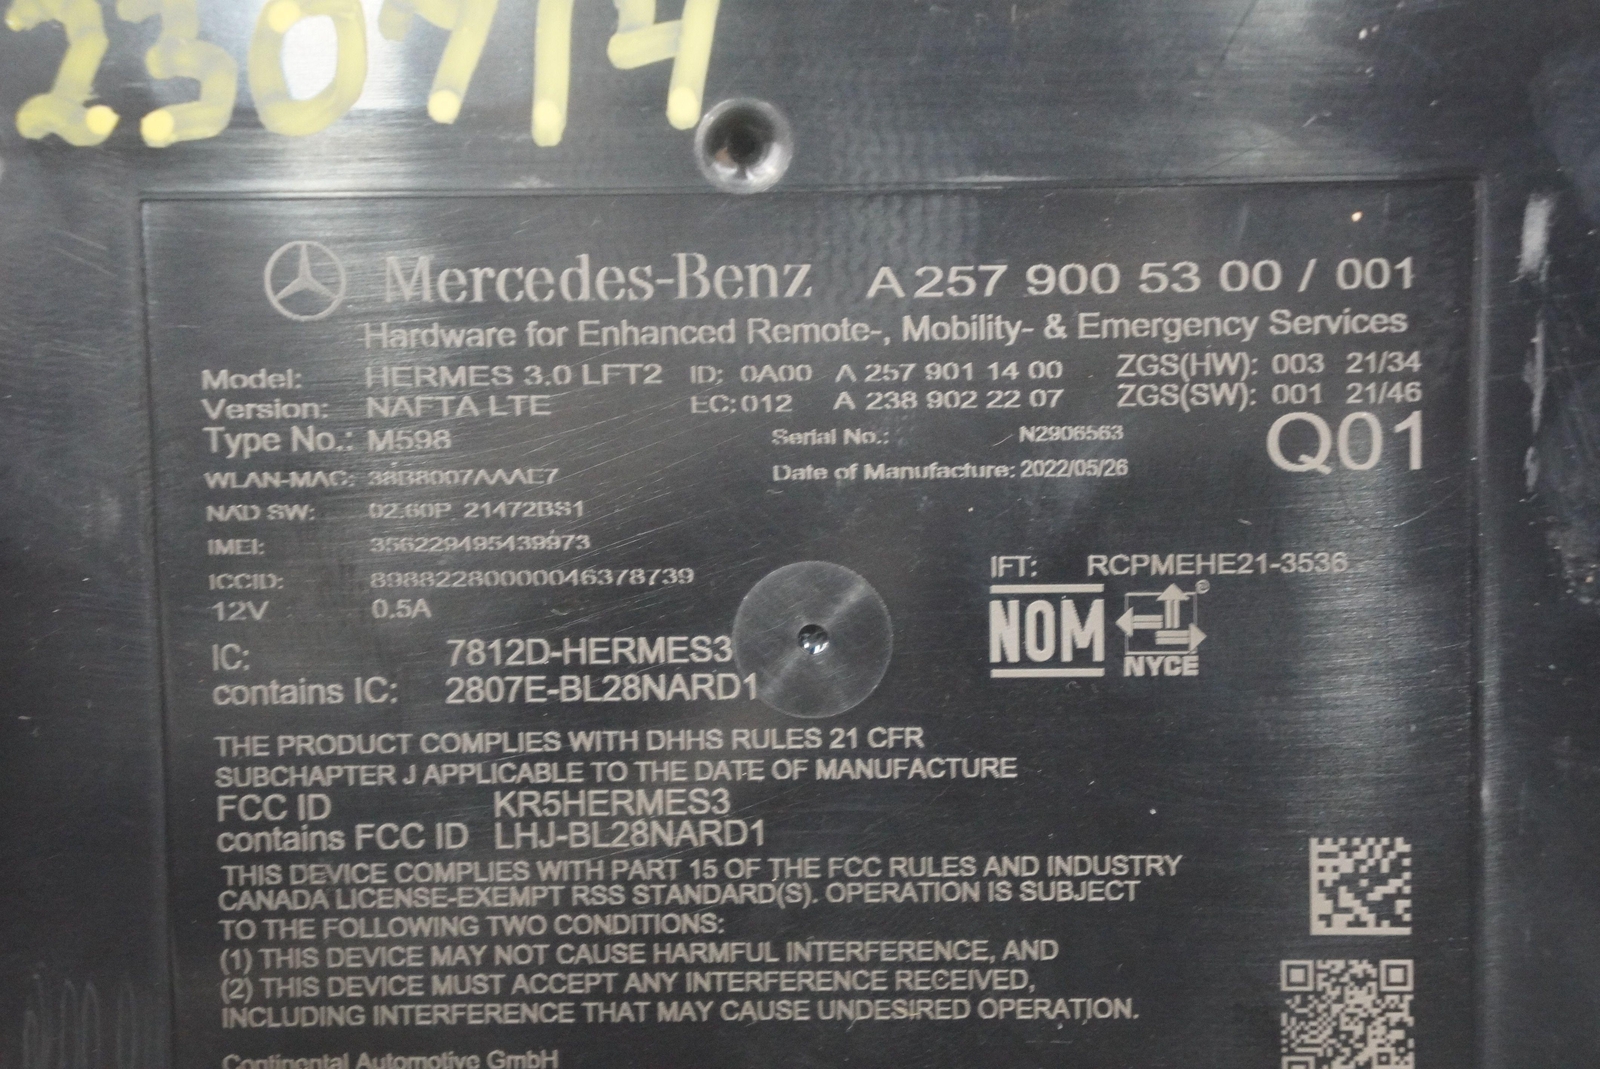 230914
Mercedes-Benz A 257 900 53 00 / 001
Hardware for Enhanced Remote-, Mobility- & Emergency Services
Model: HERMES 3.0 LFT2 ID: 0A00 A 257 901 14 00 ZGS(HW): 003 21/34
Version: NAFTA LTE EC:012 A 238 902 22 07 ZGS(SW): 001 21/46
Type No.: M598 Serial No.: N2906563 Q01
WLAN-MAC: 38B8007AAAE7 Date of Manufacture: 2022/05/26
NAD SW: 02.60P 21472BS1
IMEI: 356229495439973
ICCID: 89882280000046378739
12V 0.5A
IFT: RCPMEHE21-3536
NOM
NYCE
IC: 7812D-HERMES3
contains IC: 2807E-BL28NARD1
THE PRODUCT COMPLIES WITH DHHS RULES 21 CFR
SUBCHAPTER J APPLICABLE TO THE DATE OF MANUFACTURE
FCC ID KR5HERMES3
contains FCC ID LHJ-BL28NARD1
THIS DEVICE COMPLIES WITH PART 15 OF THE FCC RULES AND INDUSTRY
CANADA LICENSE-EXEMPT RSS STANDARD(S). OPERATION IS SUBJECT
TO THE FOLLOWING TWO CONDITIONS:
(1) THIS DEVICE MAY NOT CAUSE HARMFUL INTERFERENCE, AND
(2) THIS DEVICE MUST ACCEPT ANY INTERFERENCE RECEIVED,
INCLUDING INTERFERENCE THAT MAY CAUSE UNDESIRED OPERATION.
Continental Automotive GmbH